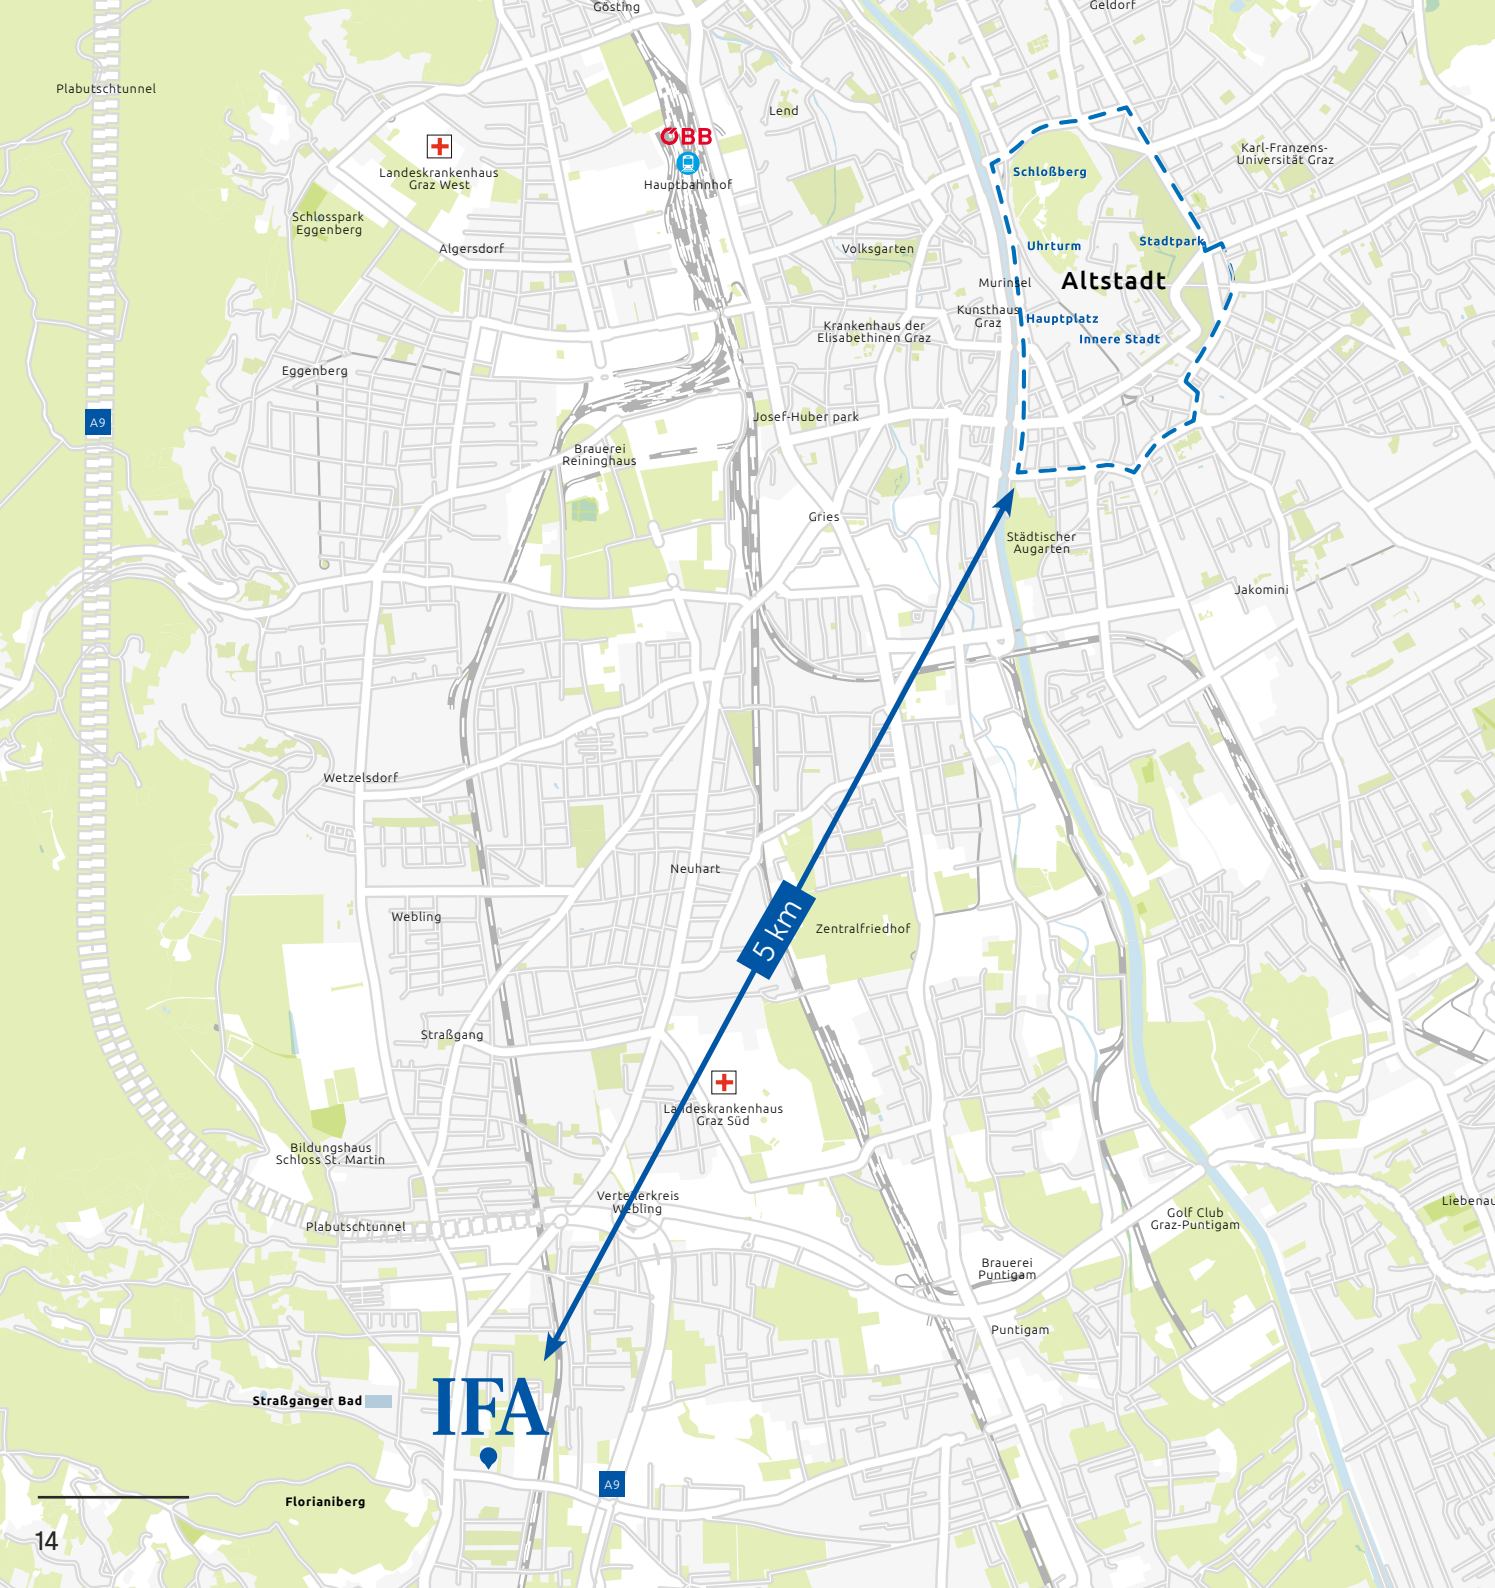 Gösting
Geldorf
Plabutschtunnel
Lend
ÖBB
Hauptbahnhof
Landeskrankenhaus
Graz West
Karl-Franzens-
Universität Graz
Schloßberg
Schlosspark
Eggenberg
Algersdorf
Volksgarten
Uhrturm
Stadtpark
Murinsel
Altstadt
Kunsthaus
Graz
Hauptplatz
Innere Stadt
Krankenhaus der
Elisabethinen Graz
Eggenberg
A9
Josef-Huber park
Brauerei
Reininghaus
Gries
Städtischer
Augarten
Jakomini
Wetzelsdorf
Neuhart
Webling
5 km
Zentralfriedhof
Straßgang
Landeskrankenhaus
Graz Süd
Bildungshaus
Schloss St. Martin
Verteilerkreis
Webling
Plabutschtunnel
Liebenau
Golf Club
Graz-Puntigam
Brauerei
Puntigam
Puntigam
Straßganger Bad
IFA
A9
Florianiberg
14